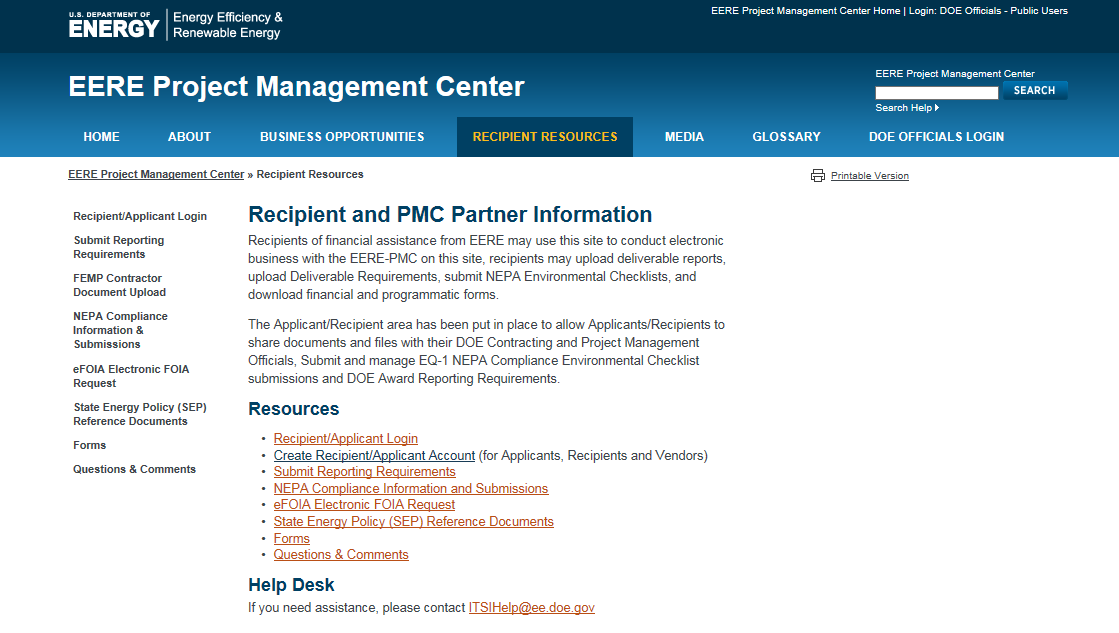 U.S. DEPARTMENT OF
ENERGY
Energy Efficiency &
Renewable Energy
EERE Project Management Center Home | Login: DOE Officials - Public Users
EERE Project Management Center
EERE Project Management Center
SEARCH
Search Help
HOME ABOUT BUSINESS OPPORTUNITIES RECIPIENT RESOURCES MEDIA GLOSSARY DOE OFFICIALS LOGIN
EERE Project Management Center » Recipient Resources
Printable Version
Recipient/Applicant Login
Submit Reporting
Requirements
FEMP Contractor
Document Upload
NEPA Compliance
Information &
Submissions
eFOIA Electronic FOIA
Request
State Energy Policy (SEP)
Reference Documents
Forms
Questions & Comments
Recipient and PMC Partner Information
Recipients of financial assistance from EERE may use this site to conduct electronic
business with the EERE-PMC on this site, recipients may upload deliverable reports,
upload Deliverable Requirements, submit NEPA Environmental Checklists, and
download financial and programmatic forms.
The Applicant/Recipient area has been put in place to allow Applicants/Recipients to
share documents and files with their DOE Contracting and Project Management
Officials, Submit and manage EQ-1 NEPA Compliance Environmental Checklist
submissions and DOE Award Reporting Requirements.
Resources
• Recipient/Applicant Login
• Create Recipient/Applicant Account (for Applicants, Recipients and Vendors)
• Submit Reporting Requirements
• NEPA Compliance Information and Submissions
• eFOIA Electronic FOIA Request
• State Energy Policy (SEP) Reference Documents
• Forms
• Questions & Comments
Help Desk
If you need assistance, please contact ITSIHelp@ee.doe.gov